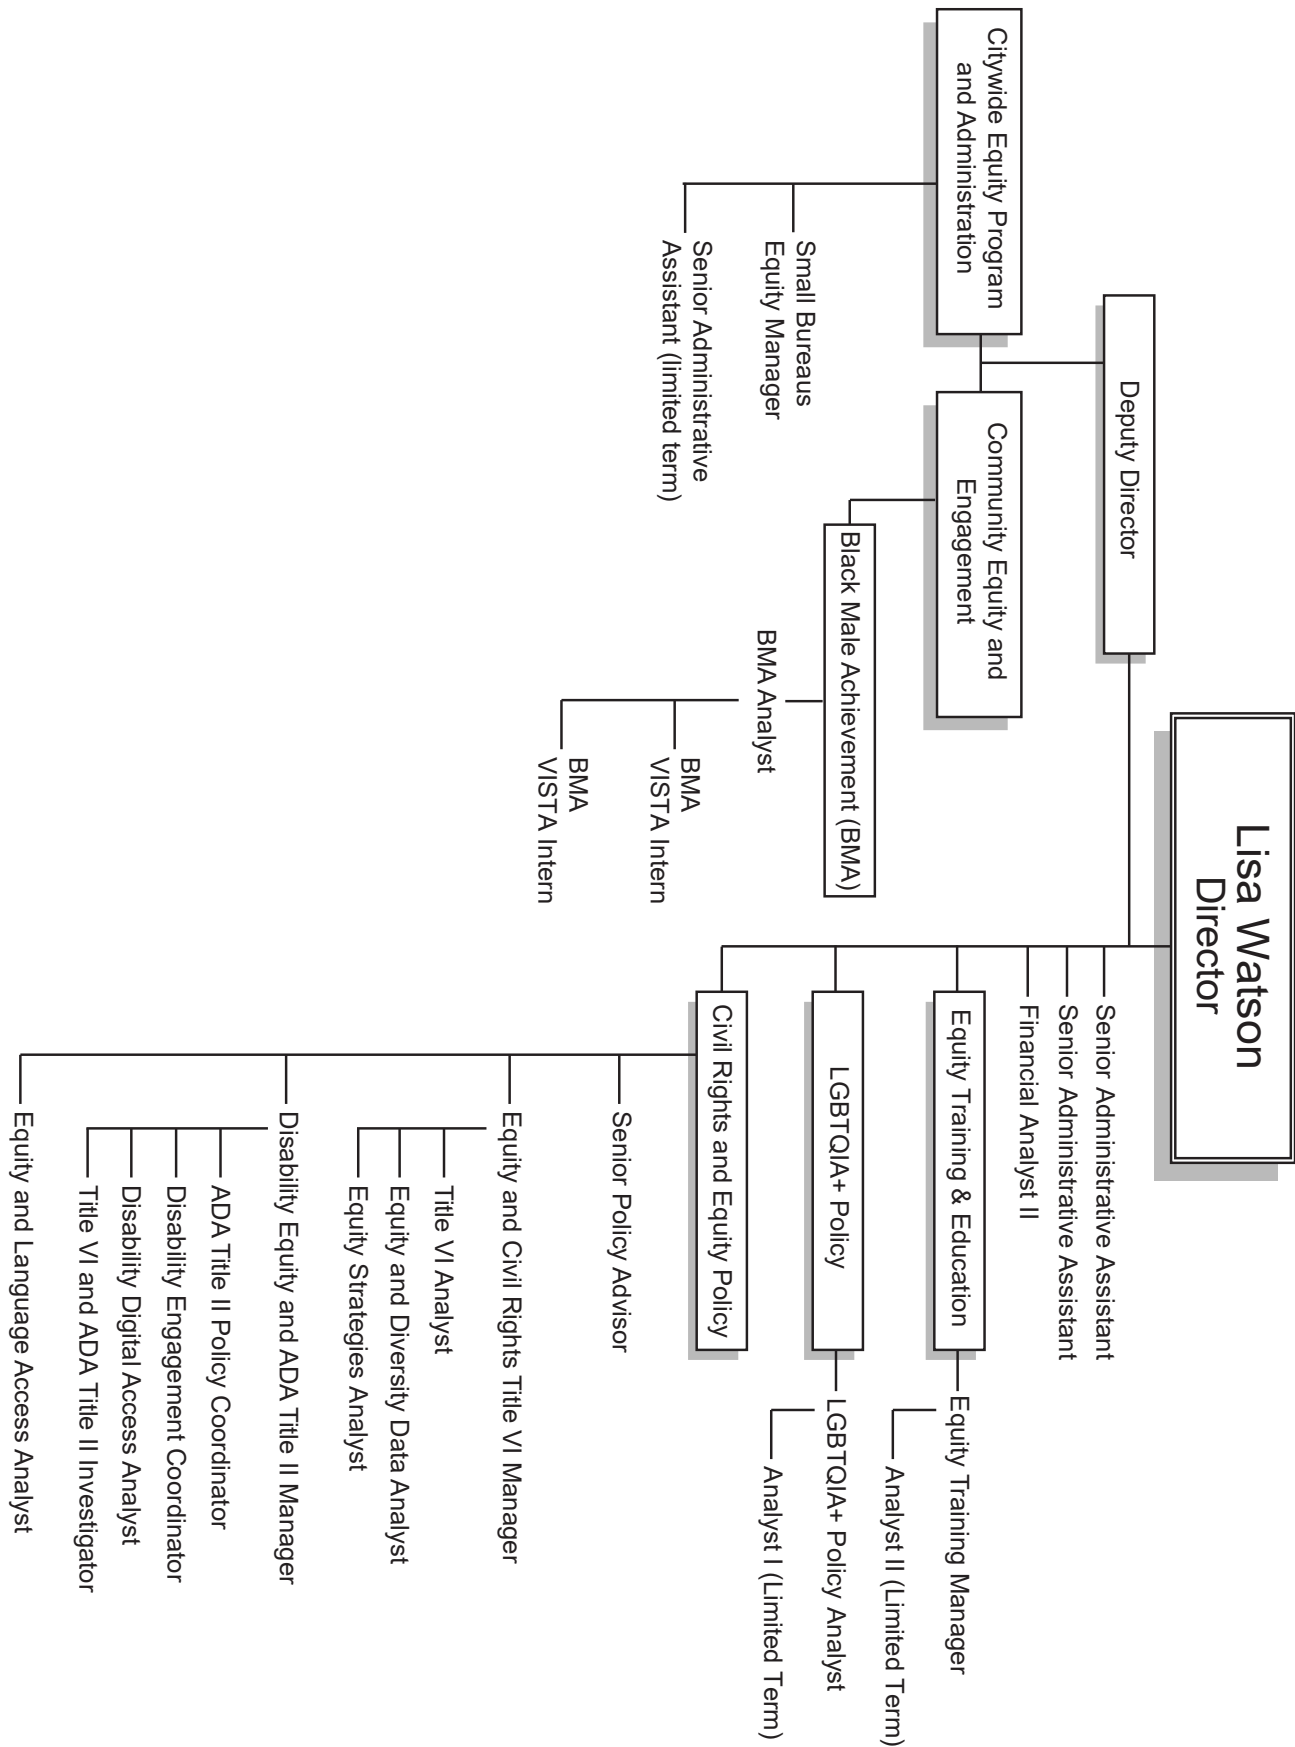 Lisa Watson
Director
Deputy Director
Citywide Equity Program
and Administration
Small Bureaus
Equity Manager
Senior Administrative
Assistant (limited term)
Community Equity and
Engagement
Black Male Achievement (BMA)
BMA Analyst
BMA
VISTA Intern
BMA
VISTA Intern
Senior Administrative Assistant
Senior Administrative Assistant
Financial Analyst II
Equity Training & Education
Equity Training Manager
Analyst II (Limited Term)
LGBTQIA+ Policy
LGBTQIA+ Policy Analyst
Analyst I (Limited Term)
Civil Rights and Equity Policy
Senior Policy Advisor
Equity and Civil Rights Title VI Manager
Title VI Analyst
Equity and Diversity Data Analyst
Equity Strategies Analyst
Disability Equity and ADA Title II Manager
ADA Title II Policy Coordinator
Disability Engagement Coordinator
Disability Digital Access Analyst
Title VI and ADA Title II Investigator
Equity and Language Access Analyst